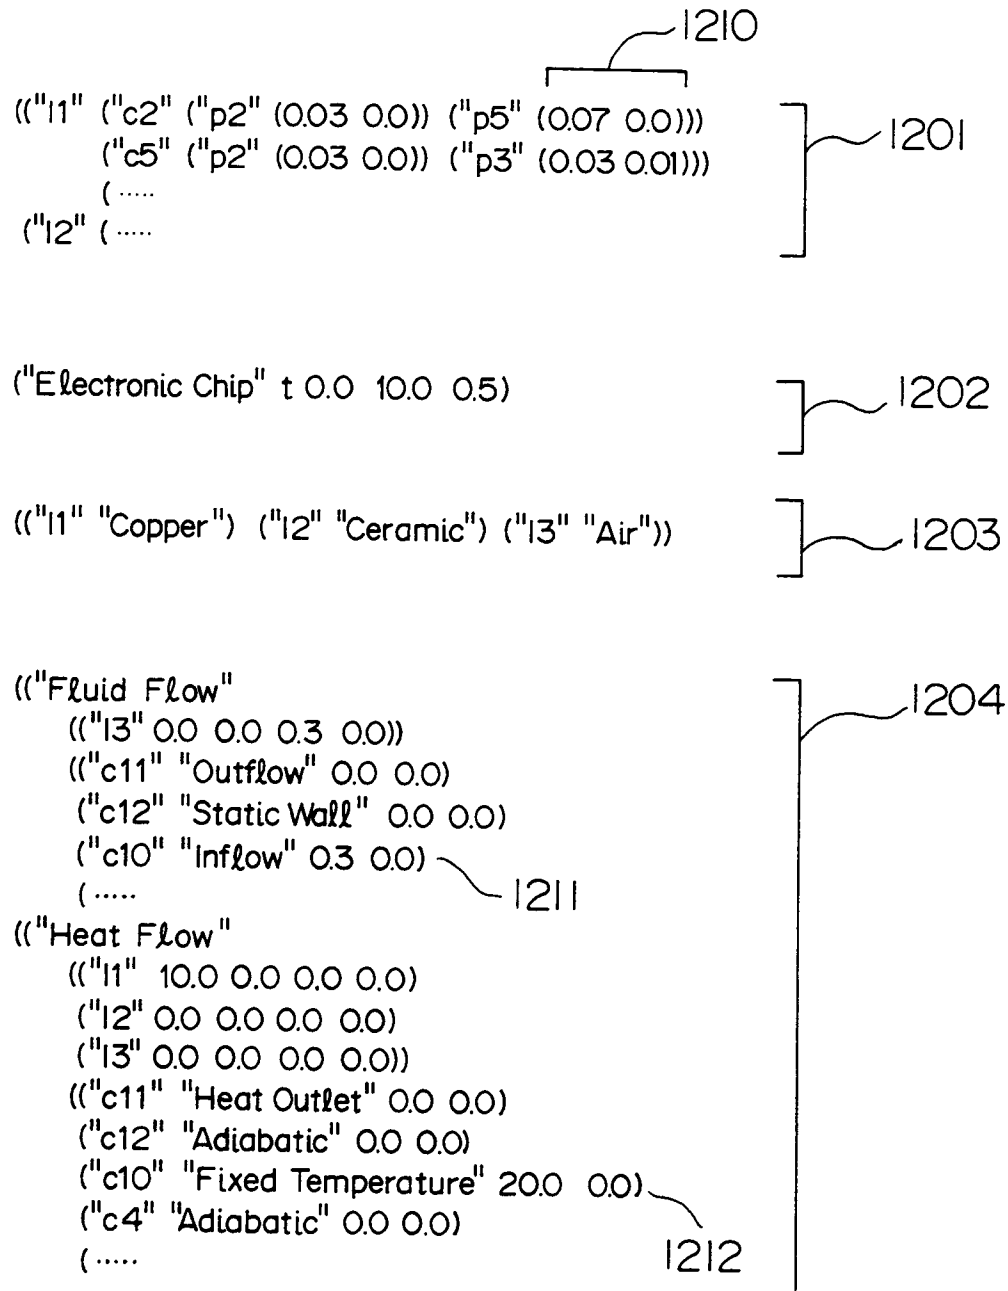 1210
(("l1" ("c2" ("p2" (0.03 0.0)) ("p5" (0.07 0.0)))
1201
("c5" ("p2" (0.03 0.0)) ("p3" (0.03 0.01)))
( .....
("l2" ( .....
("Electronic Chip" t 0.0 10.0 0.5)
1202
(("l1" "Copper") ("l2" "Ceramic") ("l3" "Air"))
1203
(("Fluid Flow"
1204
(("l3" 0.0 0.0 0.3 0.0))
(("c11" "Outflow" 0.0 0.0)
("c12" "Static Wall" 0.0 0.0)
("c10" "Inflow" 0.3 0.0)
1211
( .....
(("Heat Flow"
(("l1" 10.0 0.0 0.0 0.0)
("l2" 0.0 0.0 0.0 0.0)
("l3" 0.0 0.0 0.0 0.0))
(("c11" "Heat Outlet" 0.0 0.0)
("c12" "Adiabatic" 0.0 0.0)
("c10" "Fixed Temperature" 20.0 0.0)
("c4" "Adiabatic" 0.0 0.0)
1212
( .....